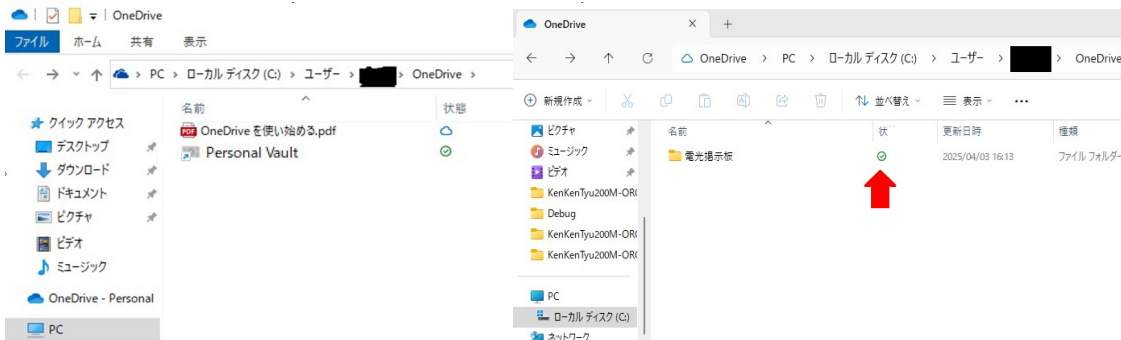 OneDrive
ファイル ホーム 共有 表示
PC › ローカル ディスク (C:) › ユーザー › OneDrive ›
名前 状態
クイック アクセス
デスクトップ
ダウンロード
ドキュメント
ピクチャ
ビデオ
ミュージック
OneDrive - Personal
PC
PDF OneDrive を使い始める.pdf
Personal Vault
OneDrive × +
OneDrive › PC › ローカル ディスク (C:) › ユーザー › OneDrive
新規作成 並べ替え 表示 •••
ピクチャ
ミュージック
ビデオ
KenKenTyu200M-OR
Debug
KenKenTyu200M-OR
KenKenTyu200M-OR
PC
ローカル ディスク (C:)
ネットワーク
名前 状 更新日時 種類
電光掲示板 2025/04/03 16:13 ファイル フォルダー